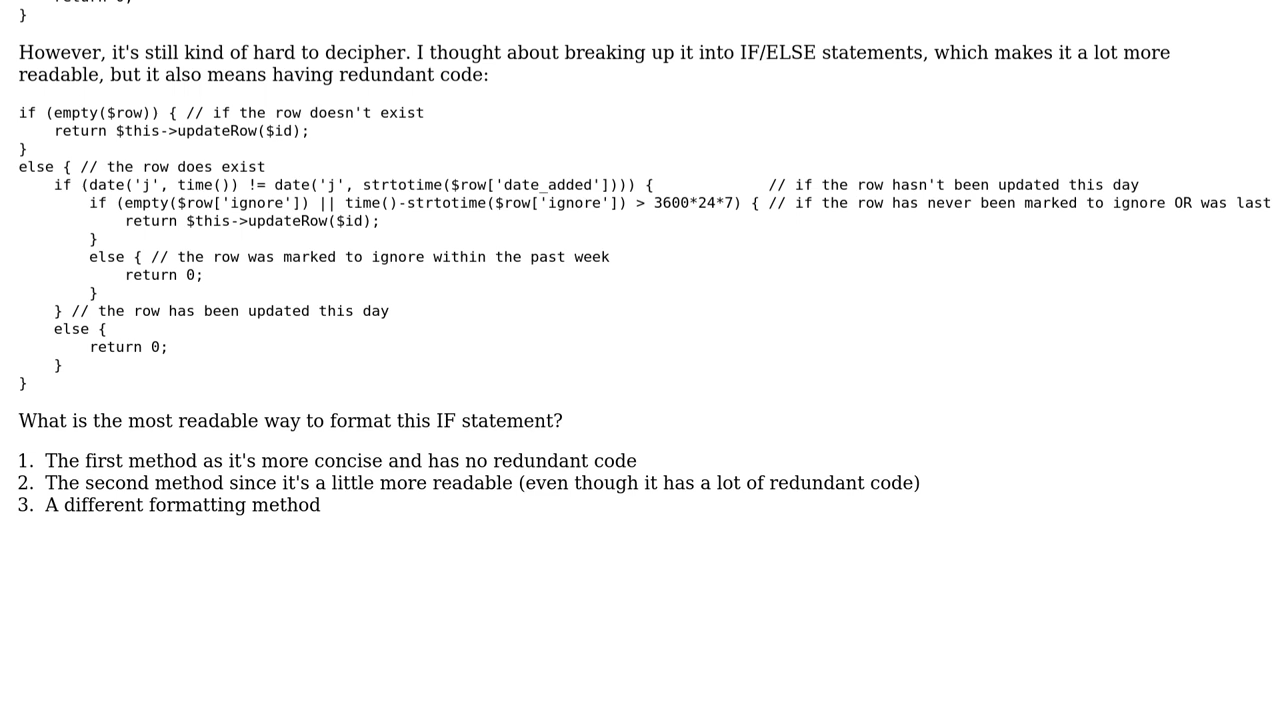 }
However, it's still kind of hard to decipher. I thought about breaking up it into IF/ELSE statements, which makes it a lot more
readable, but it also means having redundant code:
if (empty($row)) { // if the row doesn't exist
    return $this->updateRow($id);
}
else { // the row does exist
    if (date('j', time()) != date('j', strtotime($row['date_added']))) {             // if the row hasn't been updated this day
        if (empty($row['ignore']) || time()-strtotime($row['ignore']) > 3600*24*7) { // if the row has never been marked to ignore OR was last
            return $this->updateRow($id);
        }
        else { // the row was marked to ignore within the past week
            return 0;
        }
    } // the row has been updated this day
    else {
        return 0;
    }
}
What is the most readable way to format this IF statement?
1. The first method as it's more concise and has no redundant code
2. The second method since it's a little more readable (even though it has a lot of redundant code)
3. A different formatting method